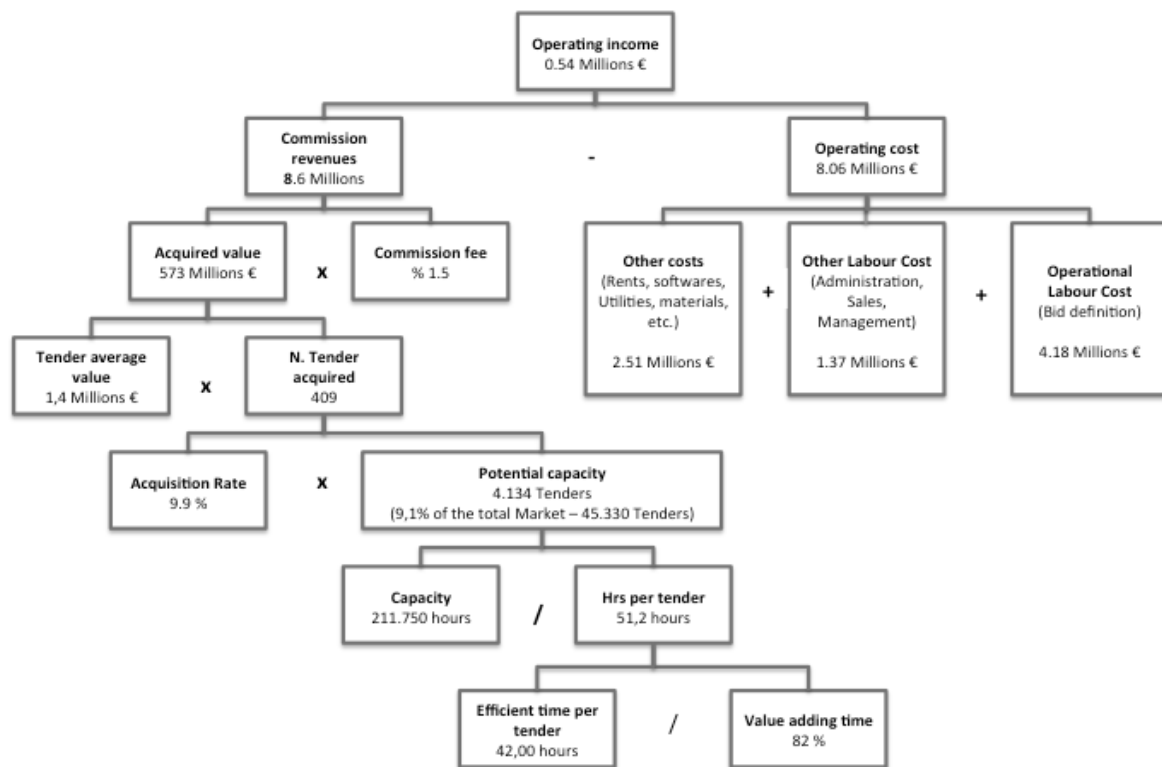 Operating income
0.54 Millions €
Commission
revenues
8.6 Millions
-
Operating cost
8.06 Millions €
Acquired value
573 Millions €
x
Commission fee
% 1.5
Other costs
(Rents, softwares,
Utilities, materials,
etc.)
2.51 Millions €
+
Other Labour Cost
(Administration,
Sales,
Management)
1.37 Millions €
+
Operational
Labour Cost
(Bid definition)
4.18 Millions €
Tender average
value
1,4 Millions €
x
N. Tender
acquired
409
Acquisition Rate
9.9 %
x
Potential capacity
4.134 Tenders
(9,1% of the total Market – 45.330 Tenders)
Capacity
211.750 hours
/
Hrs per tender
51,2 hours
Efficient time per
tender
42,00 hours
/
Value adding time
82 %